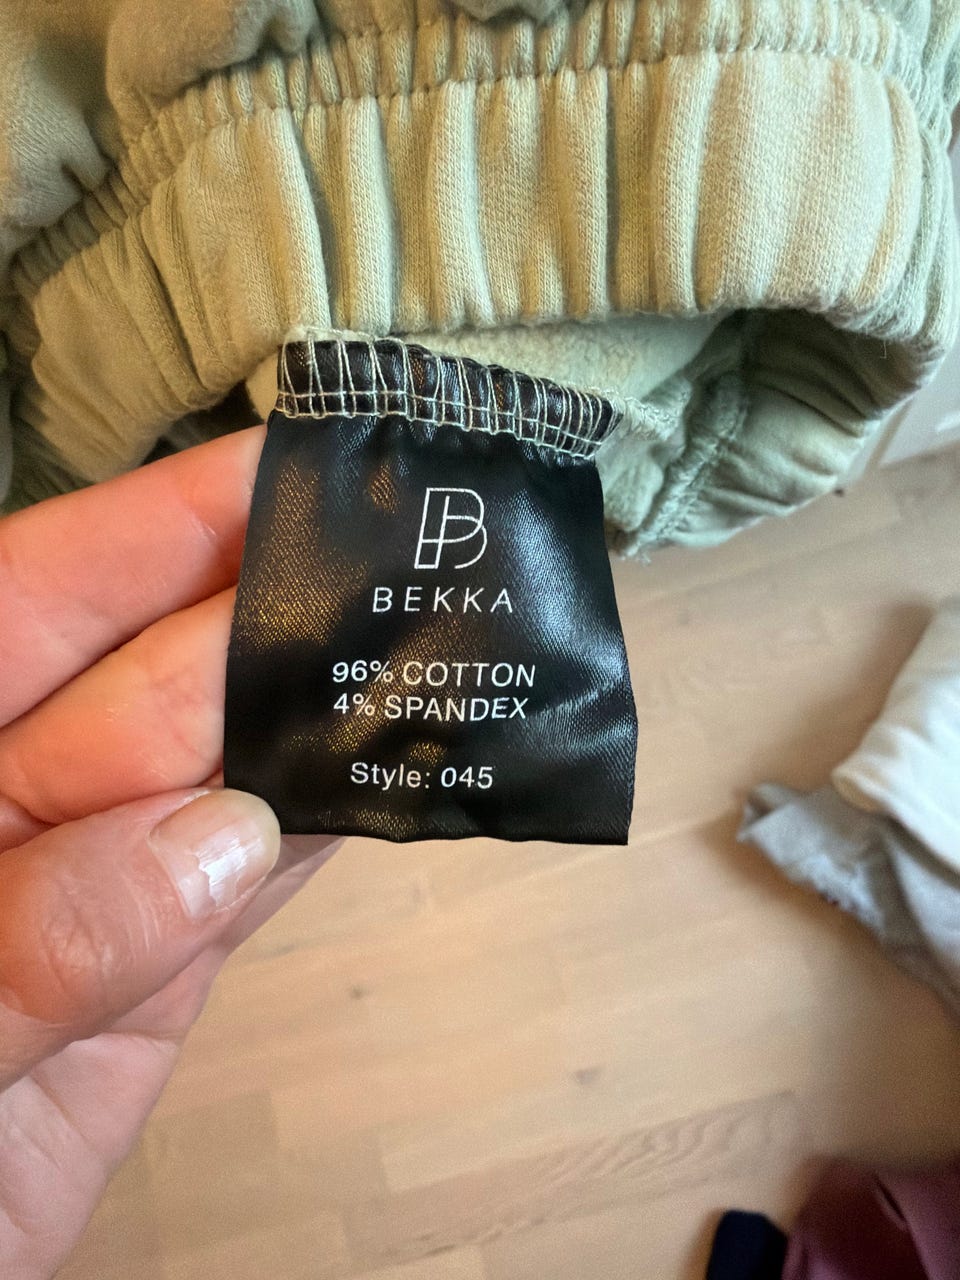 BEKKA
96% COTTON
4% SPANDEX
Style: 045